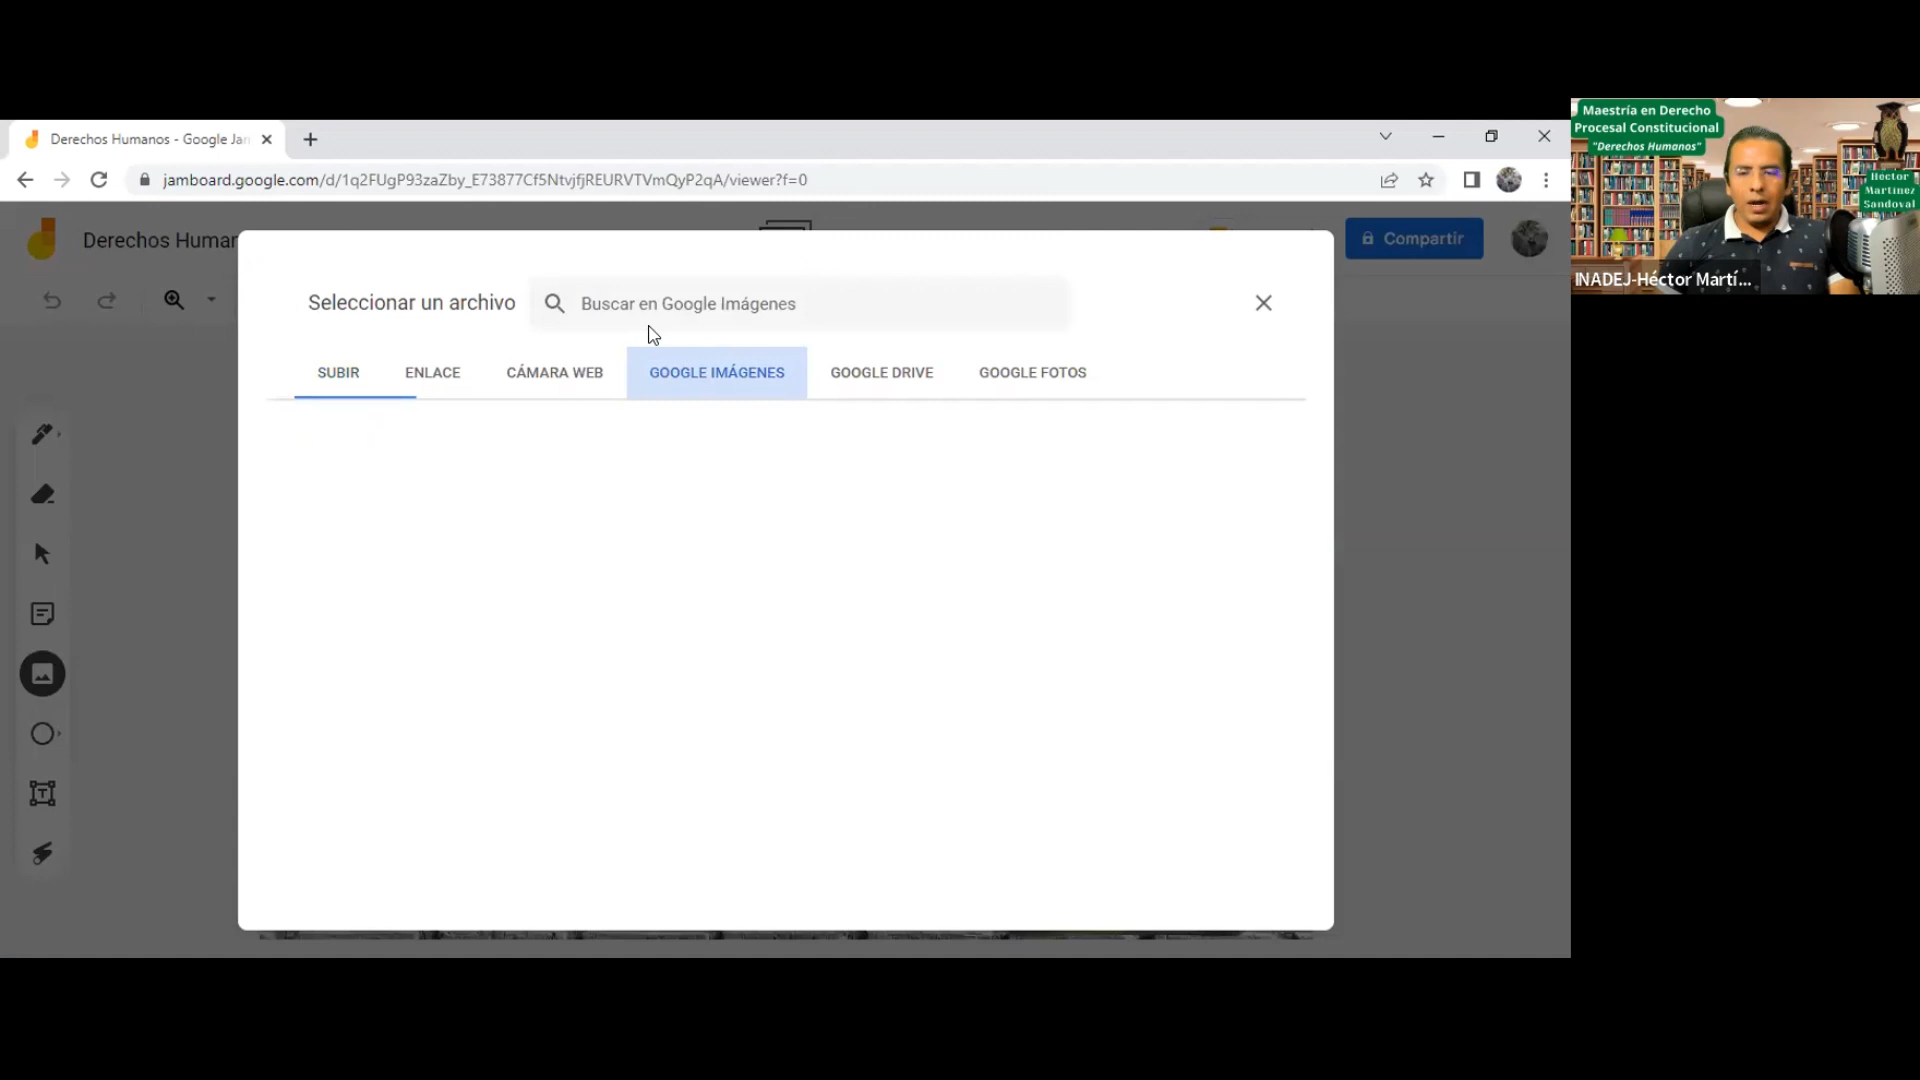 Derechos Humanos - Google Jan
jamboard.google.com/d/1q2FUgP93zaZby_E73877Cf5NtvjfjREURVTVmQyP2qA/viewer?f=0
Derechos Human
Compartir
Seleccionar un archivo
Buscar en Google Imágenes
SUBIR
ENLACE
CÁMARA WEB
GOOGLE IMÁGENES
GOOGLE DRIVE
GOOGLE FOTOS
Maestría en Derecho
Procesal Constitucional
"Derechos Humanos"
Hector
Martinez
Sandoval
INADEJ-Héctor Martí...